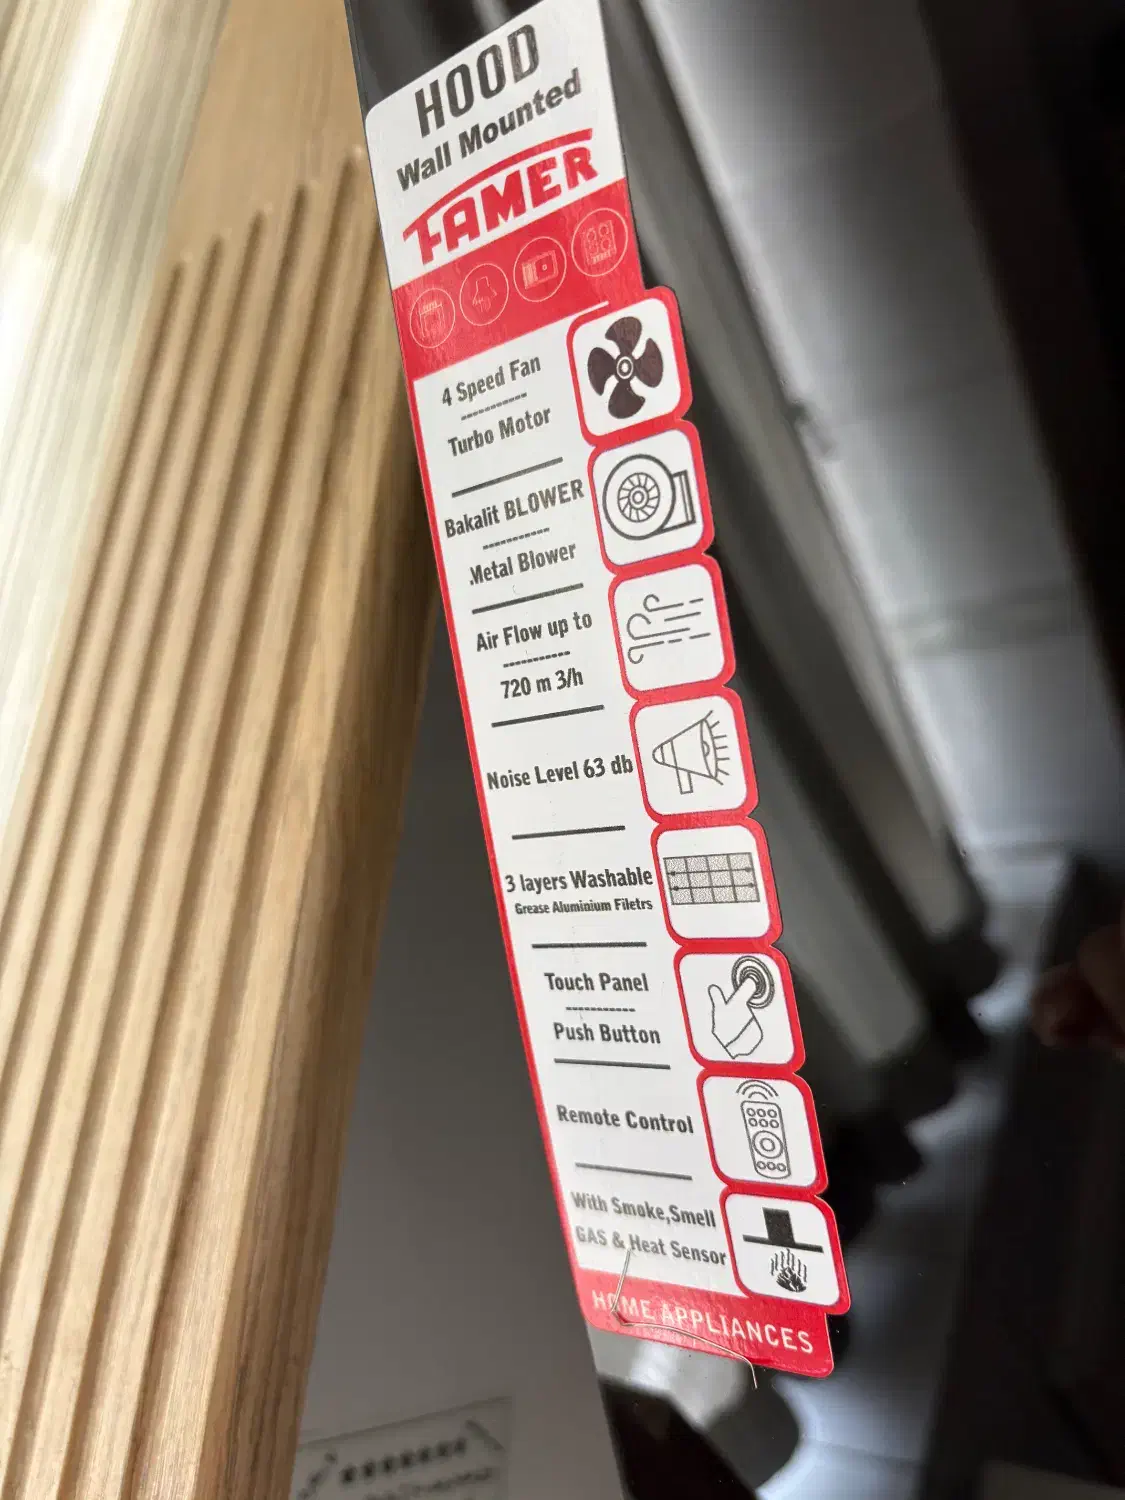 HOOD
Wall Mounted
FAMER
4 Speed Fan
Turbo Motor
Bakalit BLOWER
.Metal Blower
Air Flow up to
720 m 3/h
Noise Level 63 db
3 layers Washable
Grease Aluminium Filetrs
Touch Panel
Push Button
Remote Control
With Smoke,Smell
GAS & Heat Sensor
HOME APPLIANCES